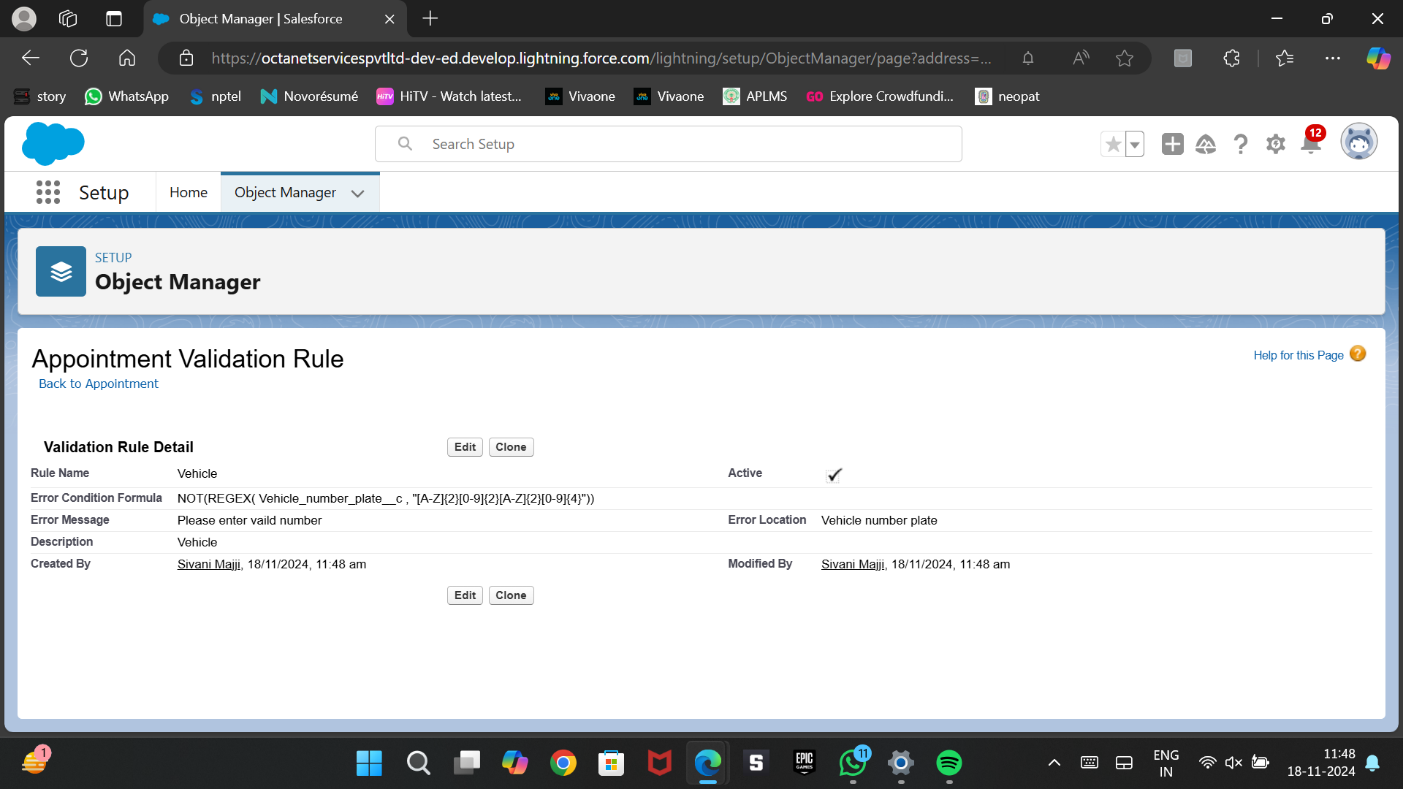 Object Manager | Salesforce
https://octanetservicespvtltd-dev-ed.develop.lightning.force.com/lightning/setup/ObjectManager/page?address=...
story WhatsApp nptel Novorésumé HiTV - Watch latest... Vivaone Vivaone APLMS GO Explore Crowdfundi... neopat
Search Setup
12
Setup Home Object Manager
SETUP
Object Manager
Appointment Validation Rule
Help for this Page ?
Back to Appointment
Validation Rule Detail Edit Clone
Rule Name Vehicle Active
Error Condition Formula NOT(REGEX( Vehicle_number_plate__c , "[A-Z]{2}[0-9]{2}[A-Z]{2}[0-9]{4}"))
Error Message Please enter vaild number Error Location Vehicle number plate
Description Vehicle
Created By Sivani Majji, 18/11/2024, 11:48 am Modified By Sivani Majji, 18/11/2024, 11:48 am
Edit Clone
1
S
EPIC
GAMES
11
ENG
IN
11:48
18-11-2024